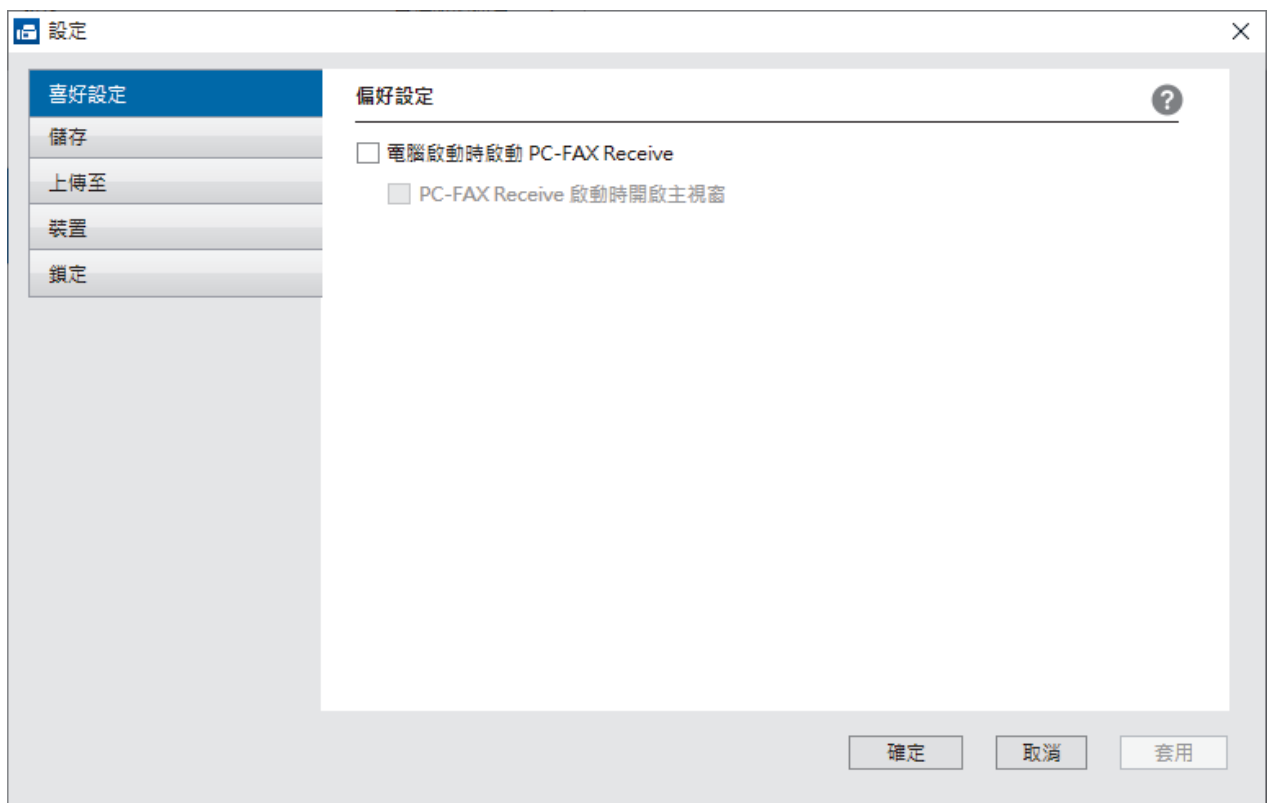 設定
喜好設定
儲存
上傳至
裝置
鎖定
偏好設定
?
電腦啟動時啟動 PC-FAX Receive
PC-FAX Receive 啟動時開啟主視窗
確定
取消
套用